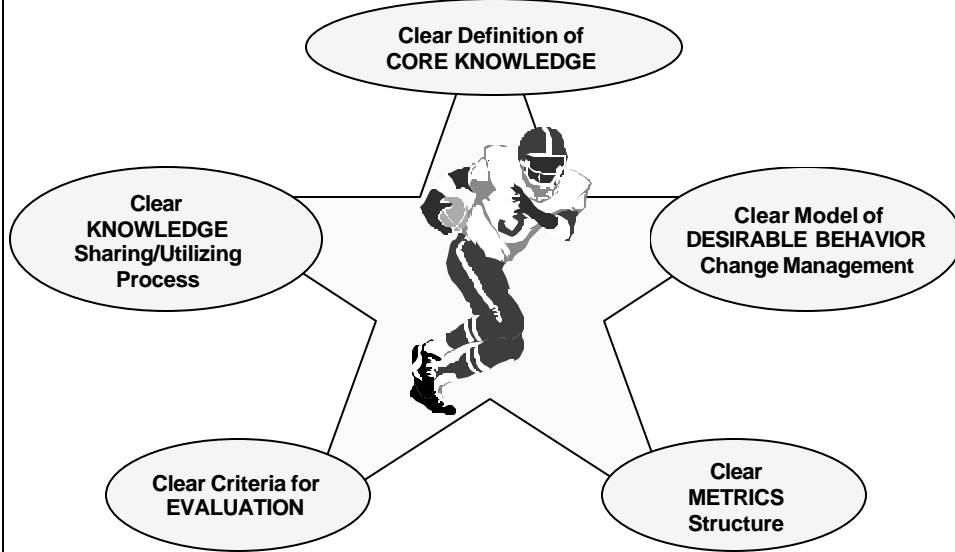 Clear Definition of
CORE KNOWLEDGE
Clear
KNOWLEDGE
Sharing/Utilizing
Process
Clear Model of
DESIRABLE BEHAVIOR
Change Management
Clear Criteria for
EVALUATION
Clear
METRICS
Structure